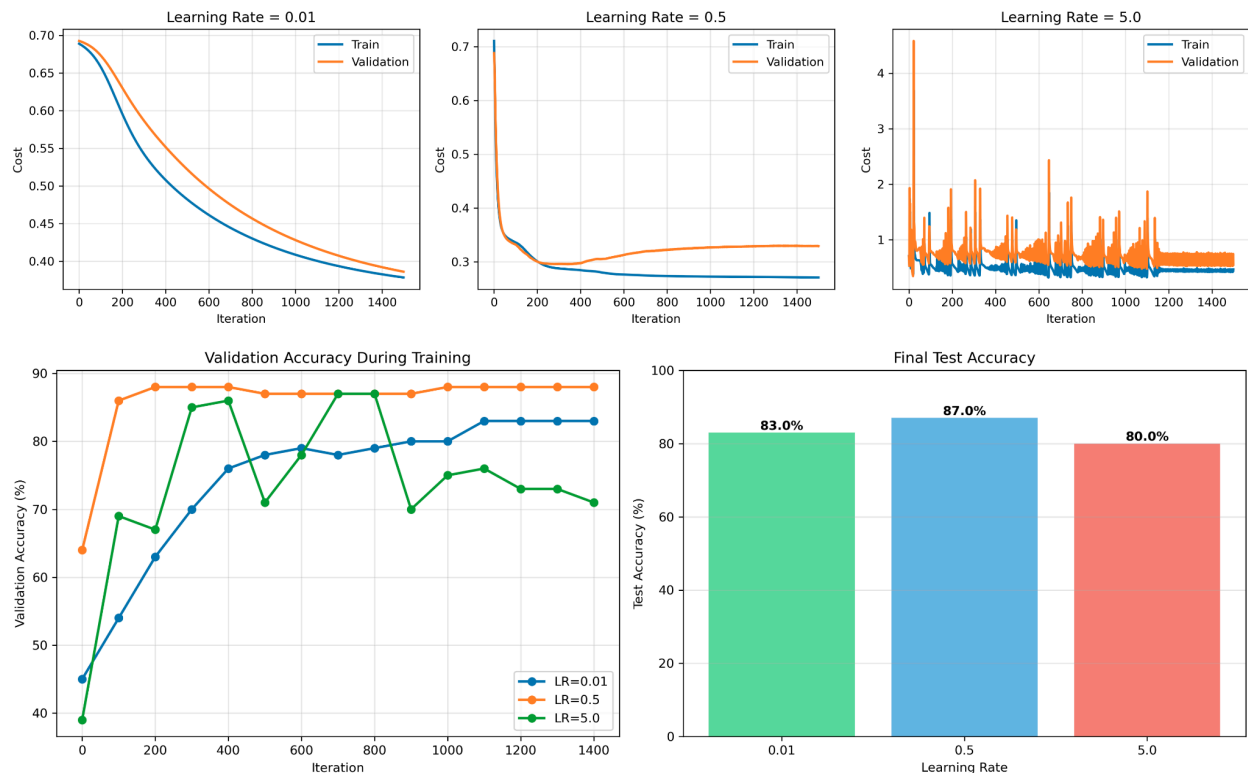 Learning Rate = 0.01
0.70
0.65
0.60
0.55
0.50
0.45
0.40
Cost
Train
Validation
0 200 400 600 800 1000 1200 1400
Iteration
Learning Rate = 0.5
0.7
0.6
0.5
0.4
0.3
Cost
Train
Validation
0 200 400 600 800 1000 1200 1400
Iteration
Learning Rate = 5.0
4
3
2
1
Cost
Train
Validation
0 200 400 600 800 1000 1200 1400
Iteration
Validation Accuracy During Training
90
80
70
60
50
40
Validation Accuracy (%)
LR=0.01
LR=0.5
LR=5.0
0 200 400 600 800 1000 1200 1400
Iteration
Final Test Accuracy
100
80
60
40
20
0
Test Accuracy (%)
83.0%
87.0%
80.0%
0.01 0.5 5.0
Learning Rate